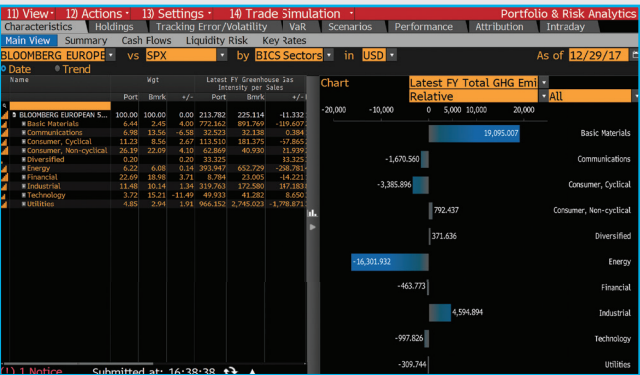 11) View 12) Actions 13) Settings 14) Trade Simulation Portfolio & Risk Analytics
Characteristics Holdings Tracking Error/Volatility VaR Scenarios Performance Attribution Intraday
Main View Summary Cash Flows Liquidity Risk Key Rates
BLOOMBERG EUROPE vs SPX by BICS Sectors in USD As of 12/29/17
Date Trend
Name Wgt Latest FY Greenhouse Gas
Intensity per Sales
Port Bmrk +/- Port Bmrk +/-
BLOOMBERG EUROPEAN S... 100.00 100.00 0.00 213.782 225.114 -11.332
Basic Materials 6.44 2.45 4.00 772.162 891.769 -119.607
Communications 6.98 13.56 -6.58 32.523 32.138 0.384
Consumer, Cyclical 11.23 8.56 2.67 113.510 181.375 -67.865
Consumer, Non-cyclical 26.19 22.09 4.10 62.869 40.930 21.939
Diversified 0.20 0.20 33.325 33.325
Energy 6.22 6.08 0.14 393.947 652.729 -258.781
Financial 22.69 18.98 3.71 8.784 23.005 -14.221
Industrial 11.48 10.14 1.34 319.763 172.580 147.183
Technology 3.72 15.21 -11.49 49.933 41.282 8.650
Utilities 4.85 2.94 1.91 966.152 2,745.023 -1,778.871
Chart Latest FY Total GHG Emi
Relative All
-20,000 -10,000 0 5,000 10,000 20,000
19,095.007 Basic Materials
-1,670.560 Communications
-3,385.896 Consumer, Cyclical
792.437 Consumer, Non-cyclical
371.636 Diversified
-16,301.932 Energy
-463.773 Financial
4,594.894 Industrial
-997.826 Technology
-309.744 Utilities
1 Notice Submitted at: 16:38:38